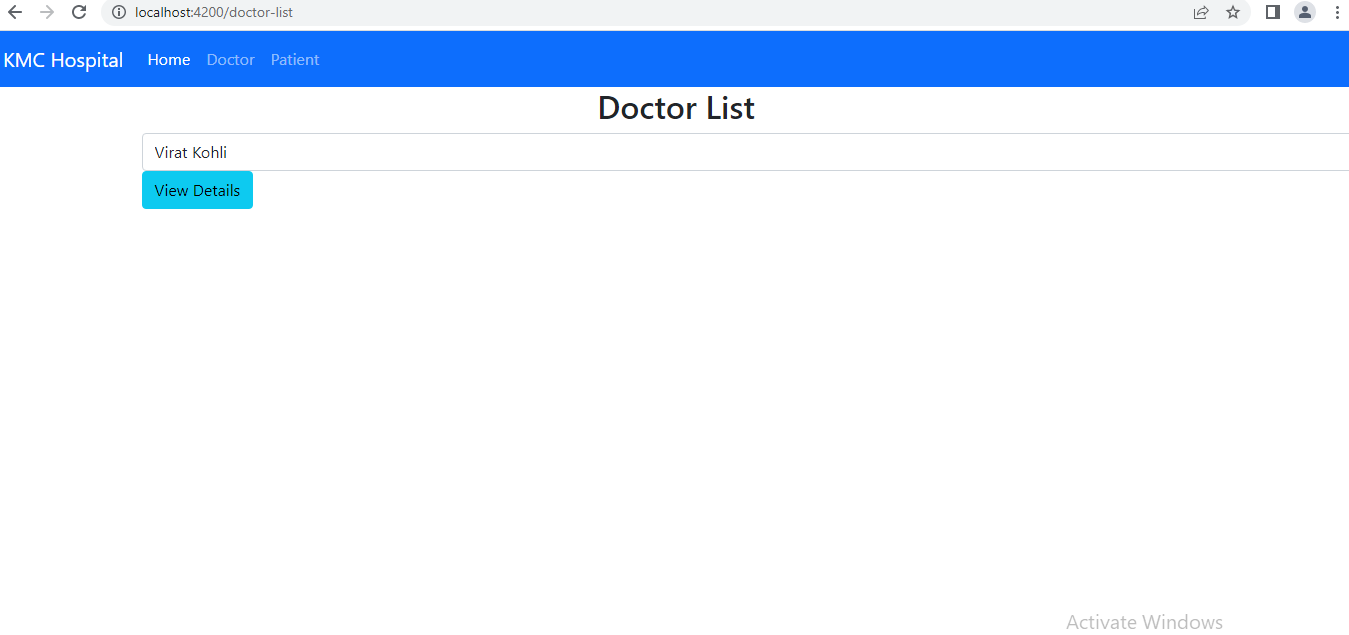 localhost:4200/doctor-list
KMC Hospital Home Doctor Patient
Doctor List
Virat Kohli
View Details
Activate Windows